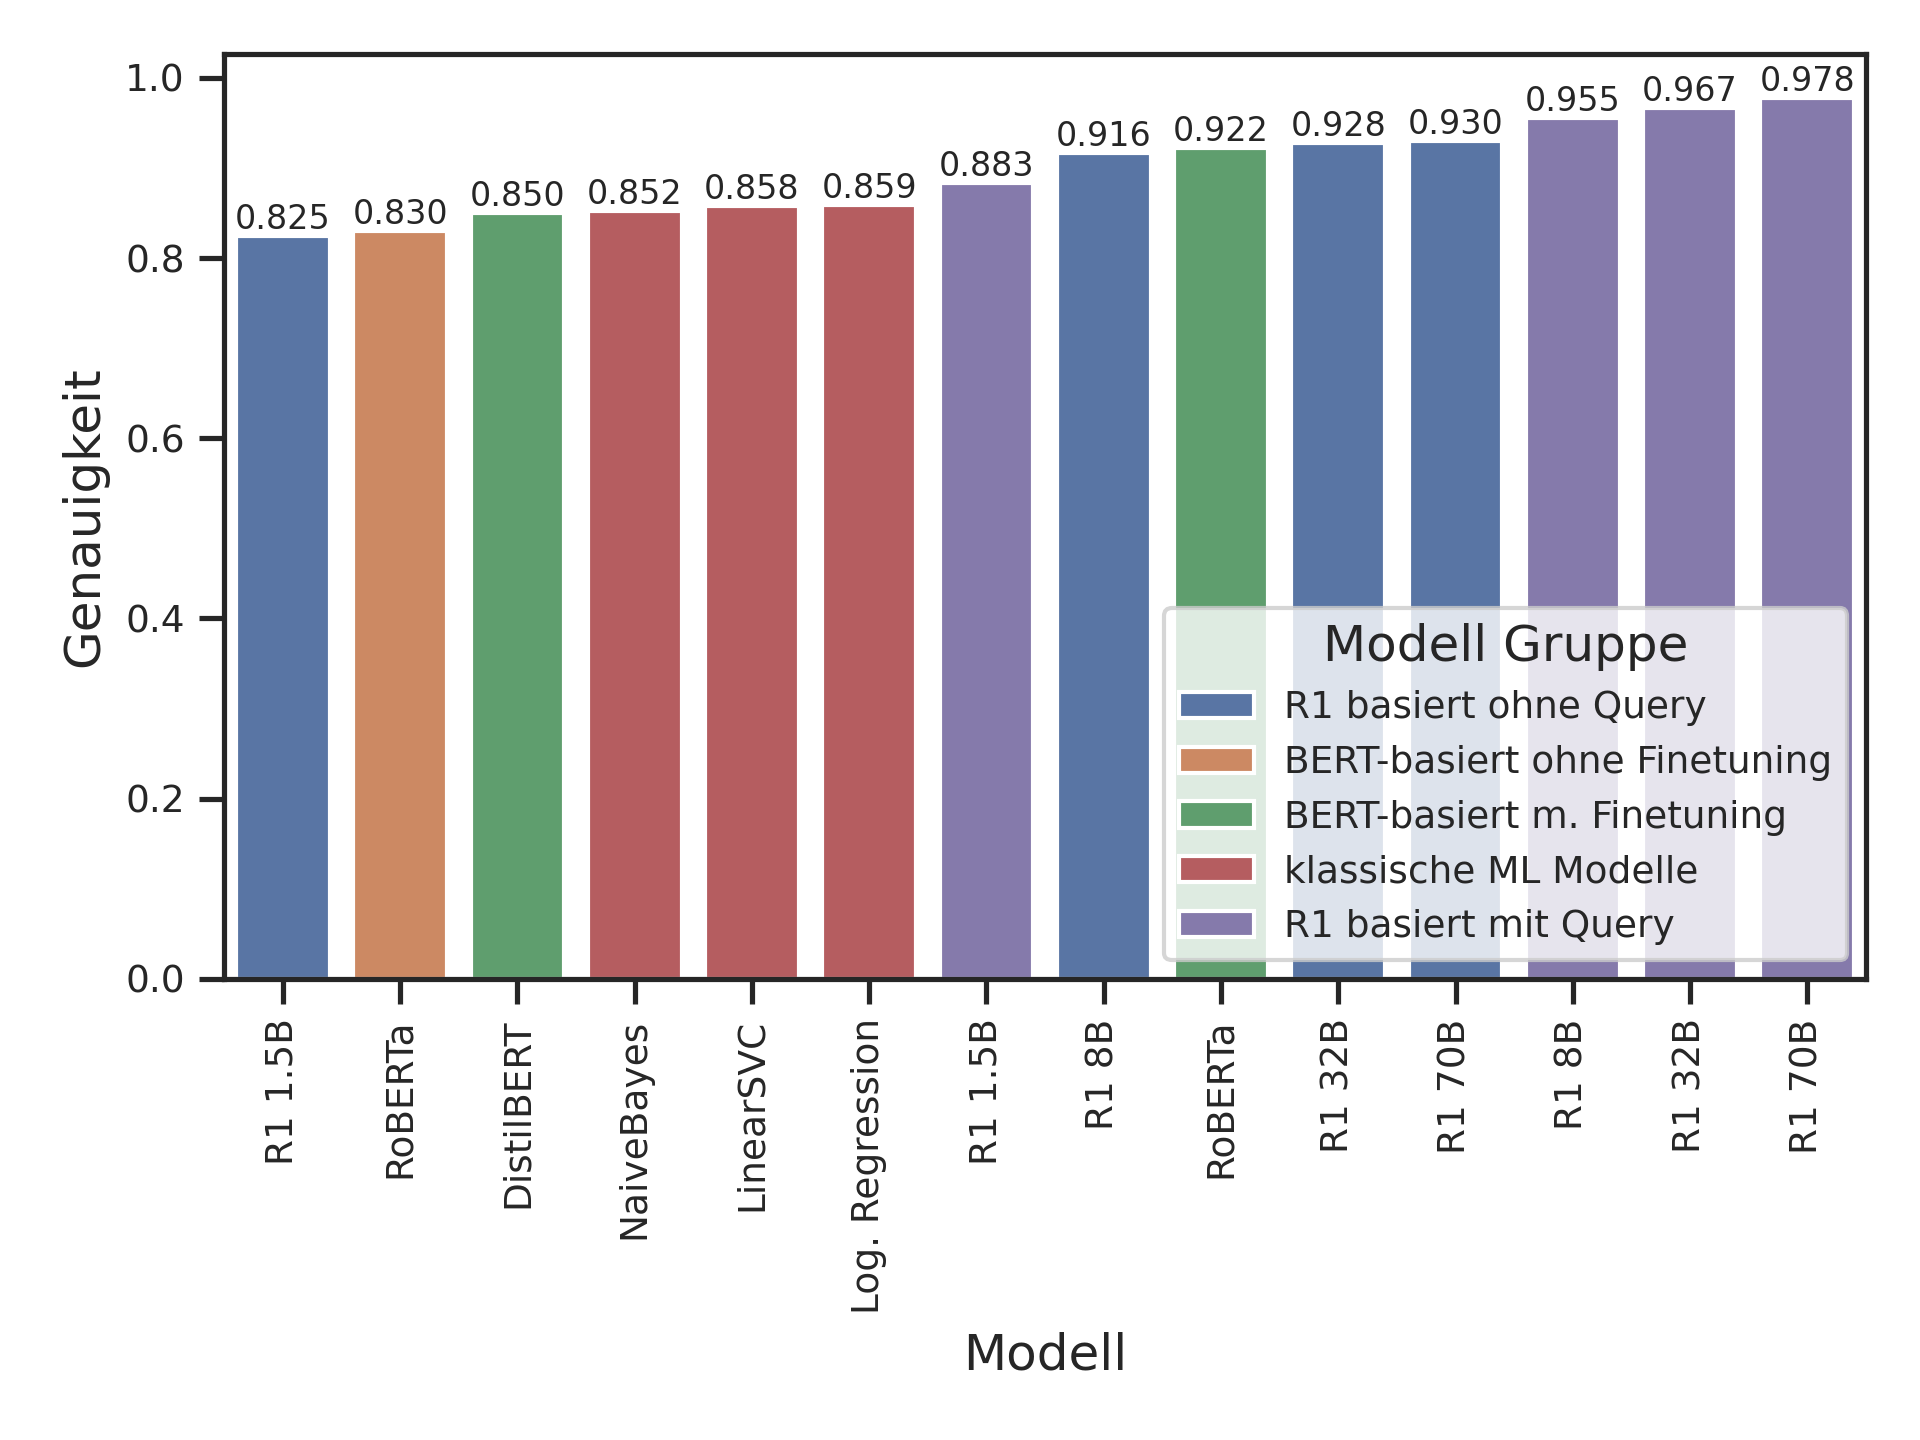 1.0
0.8
0.6
0.4
0.2
0.0
Genauigkeit
0.825
0.830
0.850
0.852
0.858
0.859
0.883
0.916
0.922
0.928
0.930
0.955
0.967
0.978
Modell Gruppe
R1 basiert ohne Query
BERT-basiert ohne Finetuning
BERT-basiert m. Finetuning
klassische ML Modelle
R1 basiert mit Query
R1 1.5B
RoBERTa
DistilBERT
NaiveBayes
LinearSVC
Log. Regression
R1 1.5B
R1 8B
RoBERTa
R1 32B
R1 70B
R1 8B
R1 32B
R1 70B
Modell